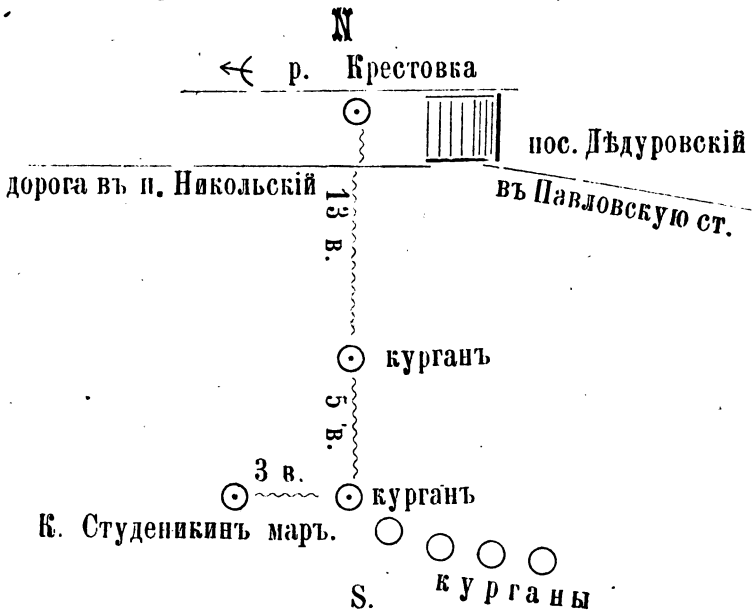 N
р. Крестовка
пос. Дѣдуровскій
дорога въ п. Никольскій
въ Павловскую ст.
13 в.
курганъ
5 в.
3 в.
курганъ
К. Студеникинъ маръ.
курганы
S.